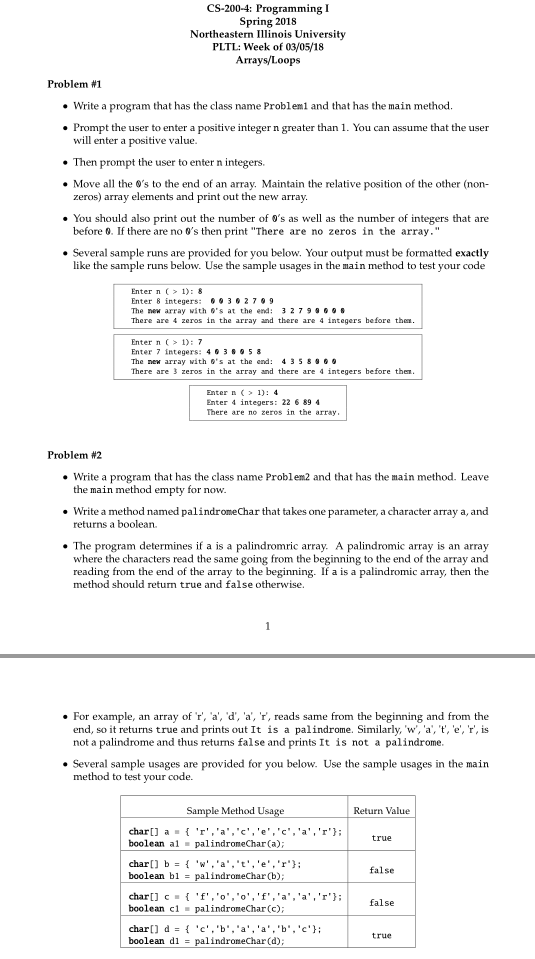 CS-200-4: Programming I
Spring 2018
Northeastern Illinois University
PLTL: Week of 03/05/18
Arrays/Loops
Problem #1
• Write a program that has the class name Problem1 and that has the main method.
• Prompt the user to enter a positive integer n greater than 1. You can assume that the user
will enter a positive value.
• Then prompt the user to enter n integers.
• Move all the 0's to the end of an array. Maintain the relative position of the other (non-
zeros) array elements and print out the new array.
• You should also print out the number of 0's as well as the number of integers that are
before 0. If there are no 0's then print "There are no zeros in the array."
• Several sample runs are provided for you below. Your output must be formatted exactly
like the sample runs below. Use the sample usages in the main method to test your code
Enter n ( > 1): 8
Enter 8 integers: 0 0 3 0 2 7 0 9
The new array with 0's at the end: 3 2 7 9 0 0 0 0
There are 4 zeros in the array and there are 4 integers before them.
Enter n ( > 1): 7
Enter 7 integers: 4 0 3 0 0 5 8
The new array with 0's at the end: 4 3 5 8 0 0 0
There are 3 zeros in the array and there are 4 integers before them.
Enter n ( > 1): 4
Enter 4 integers: 22 6 89 4
There are no zeros in the array.
Problem #2
• Write a program that has the class name Problem2 and that has the main method. Leave
the main method empty for now.
• Write a method named palindromeChar that takes one parameter, a character array a, and
returns a boolean.
• The program determines if a is a palindromric array. A palindromic array is an array
where the characters read the same going from the beginning to the end of the array and
reading from the end of the array to the beginning. If a is a palindromic array, then the
method should return true and false otherwise.
1
• For example, an array of 'r', 'a', 'd', 'a', 'r', reads same from the beginning and from the
end, so it returns true and prints out It is a palindrome. Similarly, 'w', 'a', 't', 'e', 'r', is
not a palindrome and thus returns false and prints It is not a palindrome.
• Several sample usages are provided for you below. Use the sample usages in the main
method to test your code.
Sample Method Usage Return Value
char[] a = { 'r','a','c','e','c','a','r'};
boolean a1 = palindromeChar(a);
true
char[] b = { 'w','a','t','e','r'};
boolean b1 = palindromeChar(b);
false
char[] c = { 'f','o','o','f','a','a','r'};
boolean c1 = palindromeChar(c);
false
char[] d = { 'c','b','a','a','b','c'};
boolean d1 = palindromeChar(d);
true